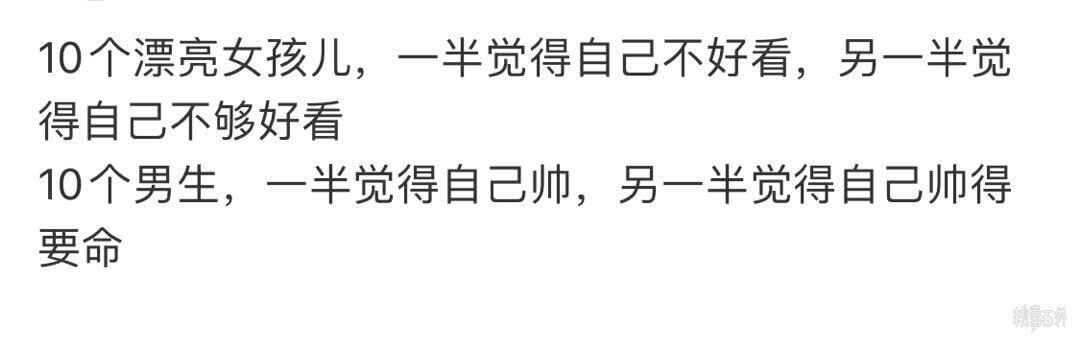 10个漂亮女孩儿，一半觉得自己不好看，另一半觉
得自己不够好看
10个男生，一半觉得自己帅，另一半觉得自己帅得
要命